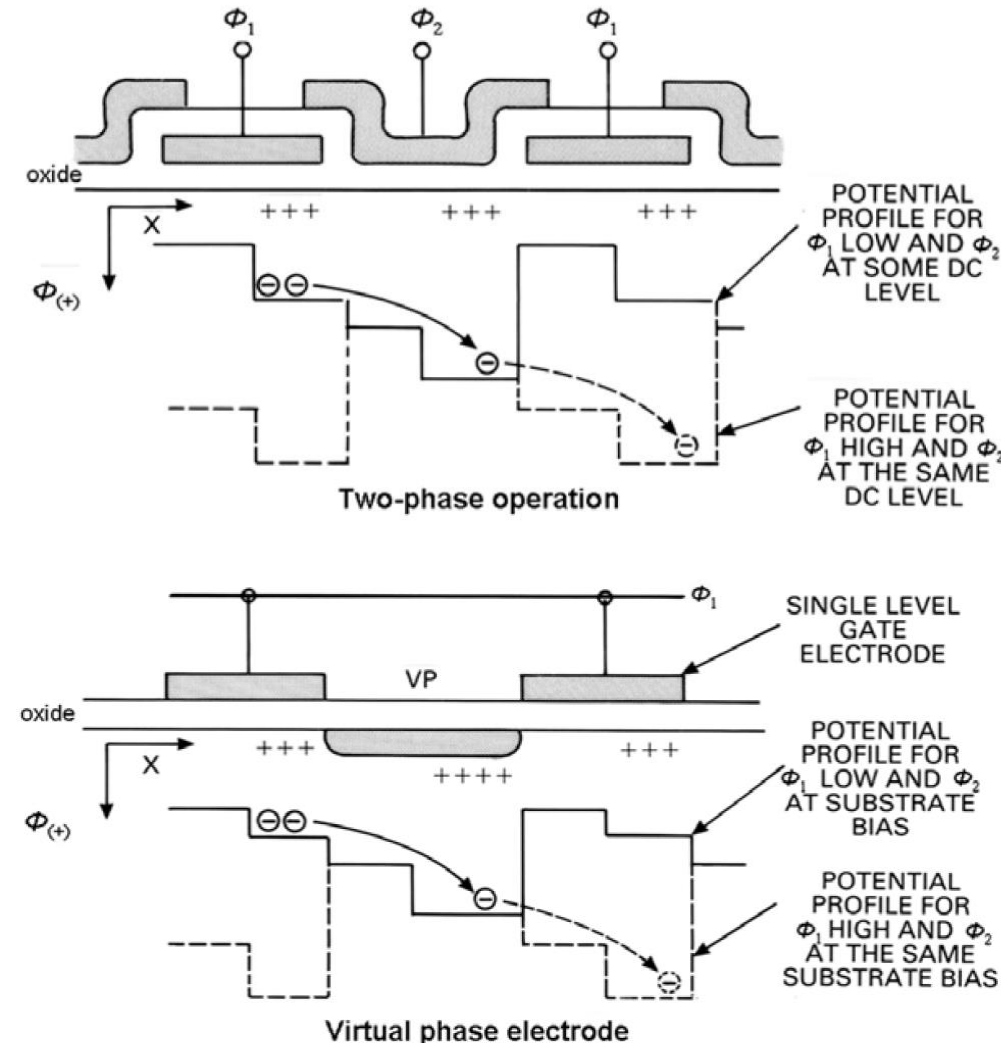 Φ₁
Φ₂
Φ₁
oxide
+++
+++
+++
X
Φ(+)
POTENTIAL
PROFILE FOR
Φ₁ LOW AND Φ₂
AT SOME DC
LEVEL
POTENTIAL
PROFILE FOR
Φ₁ HIGH AND Φ₂
AT THE SAME
DC LEVEL
Two-phase operation
Φ₁
SINGLE LEVEL
GATE
ELECTRODE
VP
oxide
+++
++++
+++
X
Φ(+)
POTENTIAL
PROFILE FOR
Φ₁ LOW AND Φ₂
AT SUBSTRATE
BIAS
POTENTIAL
PROFILE FOR
Φ₁ HIGH AND Φ₂
AT THE SAME
SUBSTRATE BIAS
Virtual phase electrode